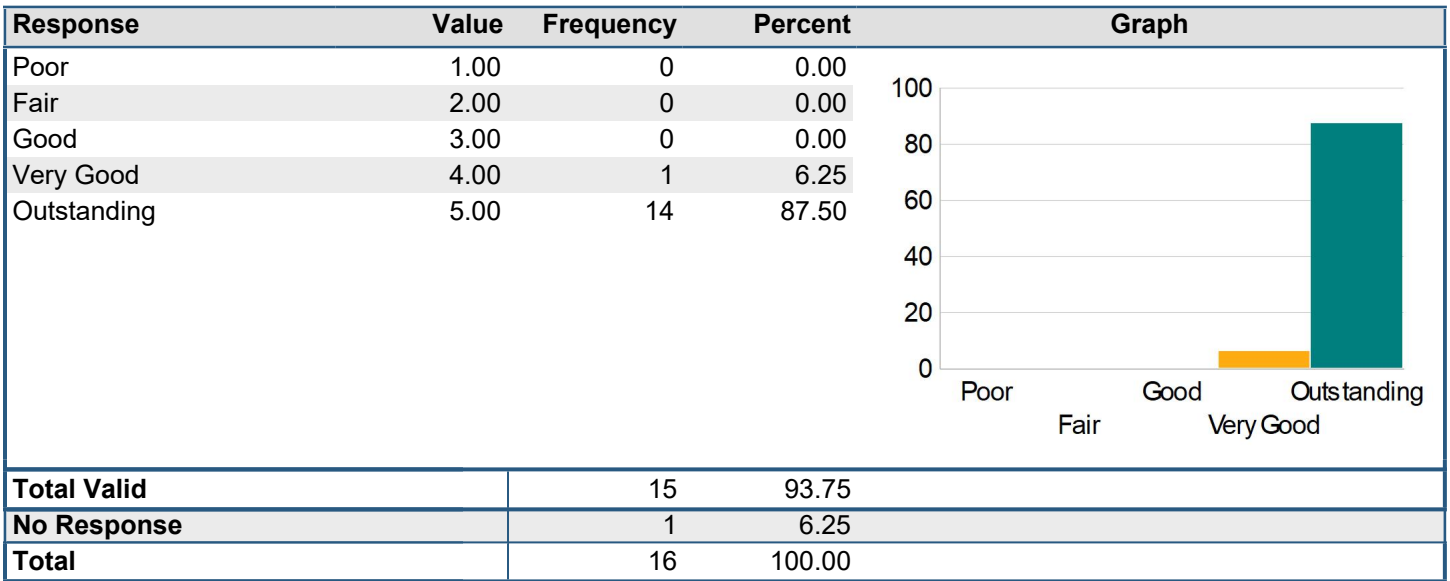 Response Value Frequency Percent Graph
Poor 1.00 0 0.00
Fair 2.00 0 0.00
Good 3.00 0 0.00
Very Good 4.00 1 6.25
Outstanding 5.00 14 87.50
100
80
60
40
20
0
Poor Good Outstanding
Fair Very Good
Total Valid 15 93.75
No Response 1 6.25
Total 16 100.00